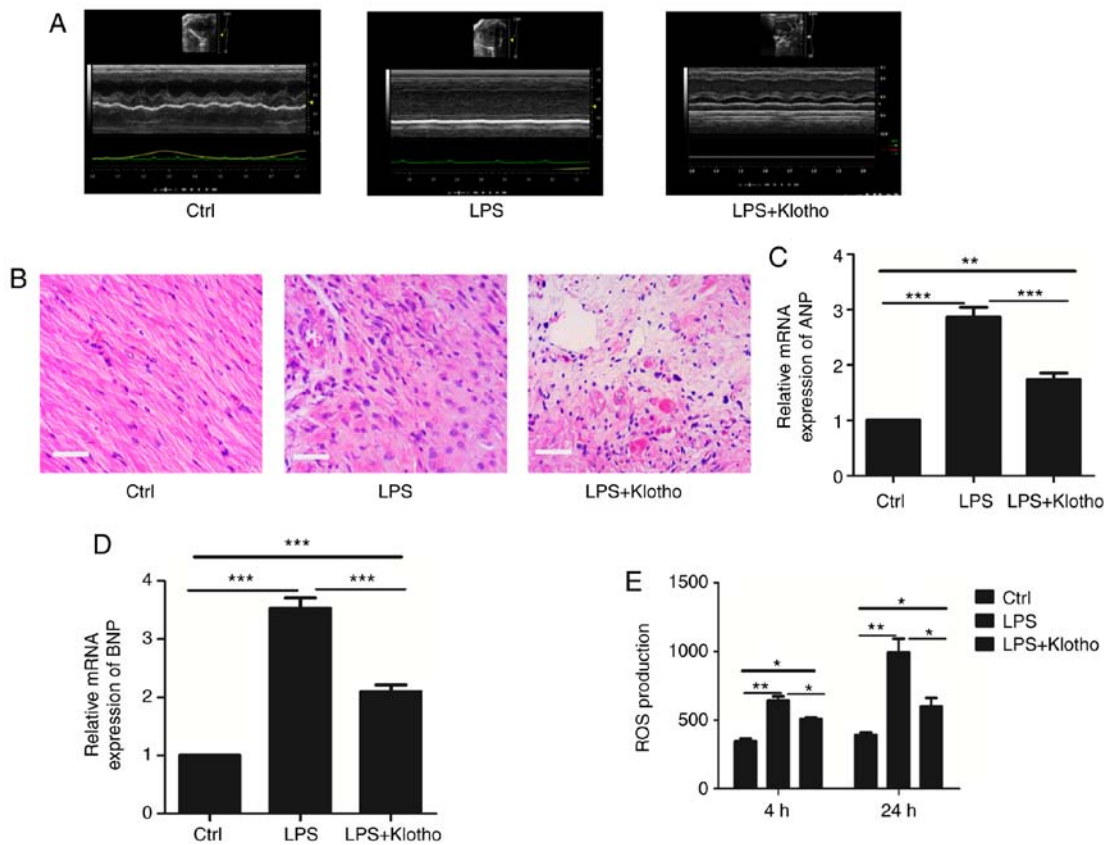 A
Ctrl
LPS
LPS+Klotho
B
Ctrl
LPS
LPS+Klotho
C
Relative mRNA
expression of ANP
4
3
2
1
0
**
***
***
Ctrl
LPS
LPS+Klotho
D
Relative mRNA
expression of BNP
4
3
2
1
0
***
***
***
Ctrl
LPS
LPS+Klotho
E
ROS production
1500
1000
500
0
*
**
*
*
**
*
4 h
24 h
Ctrl
LPS
LPS+Klotho